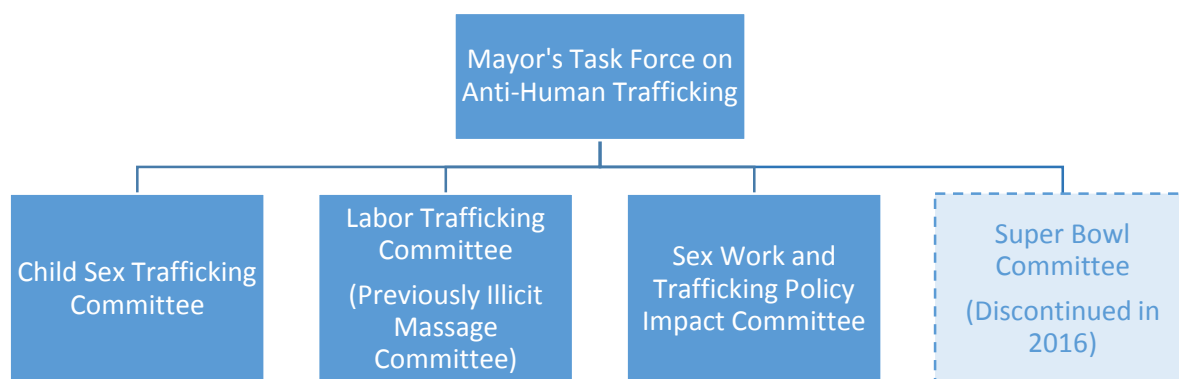 Mayor's Task Force on
Anti-Human Trafficking
Child Sex Trafficking
Committee
Labor Trafficking
Committee
(Previously Illicit
Massage
Committee)
Sex Work and
Trafficking Policy
Impact Committee
Super Bowl
Committee
(Discontinued in
2016)